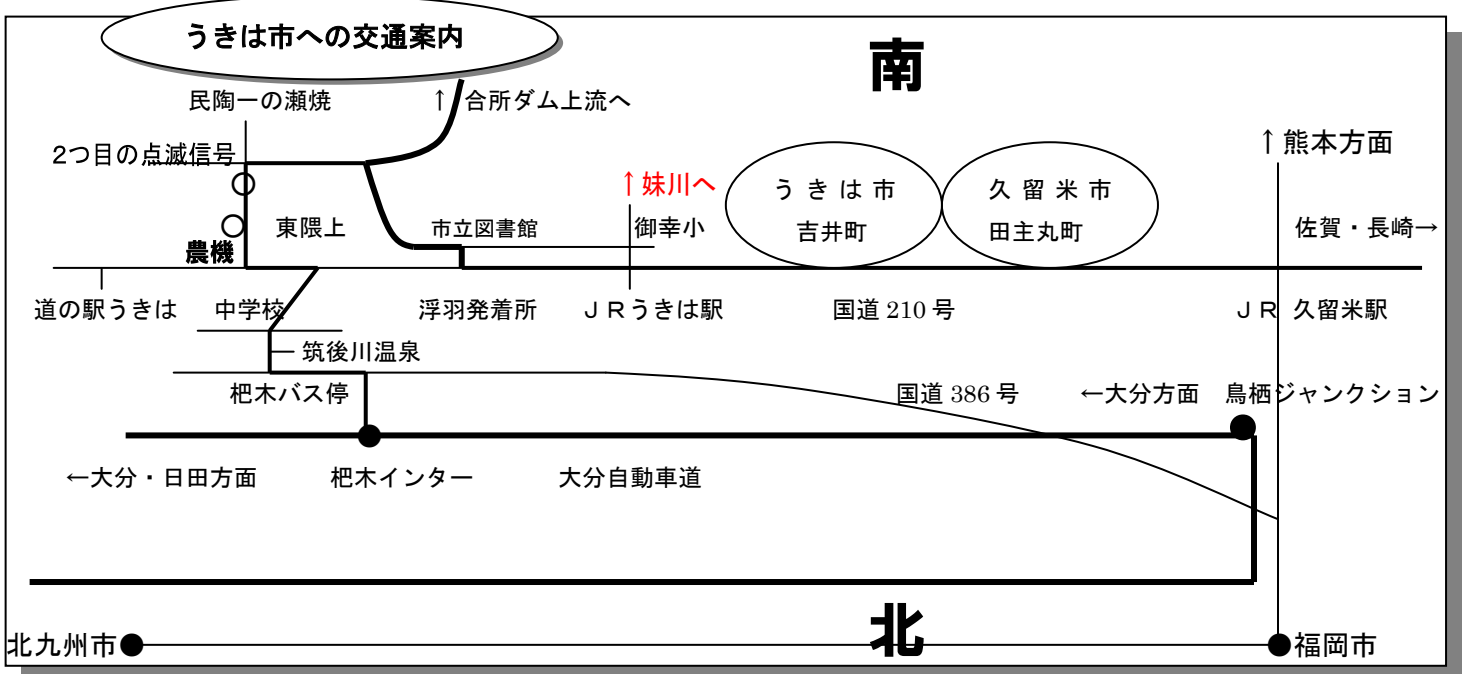 うきは市への交通案内
南
民陶一の瀬焼
↑ 合所ダム上流へ
↑熊本方面
2つ目の点滅信号
↑妹川へ
うきは市
吉井町
久留米市
田主丸町
東隈上
市立図書館
御幸小
佐賀・長崎→
農機
道の駅うきは
中学校
浮羽発着所
ＪＲうきは駅
国道 210 号
ＪＲ 久留米駅
筑後川温泉
杷木バス停
国道 386 号
←大分方面
鳥栖ジャンクション
←大分・日田方面
杷木インター
大分自動車道
北
北九州市
福岡市